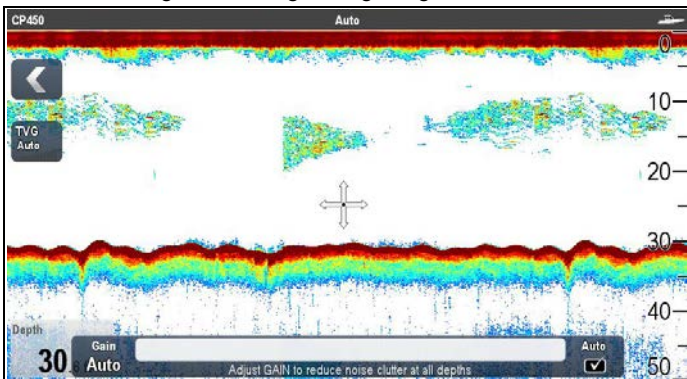 CP450 Auto
0
10
TVG
Auto
20
30
40
Depth
30
Gain
Auto
Adjust GAIN to reduce noise clutter at all depths
Auto
50